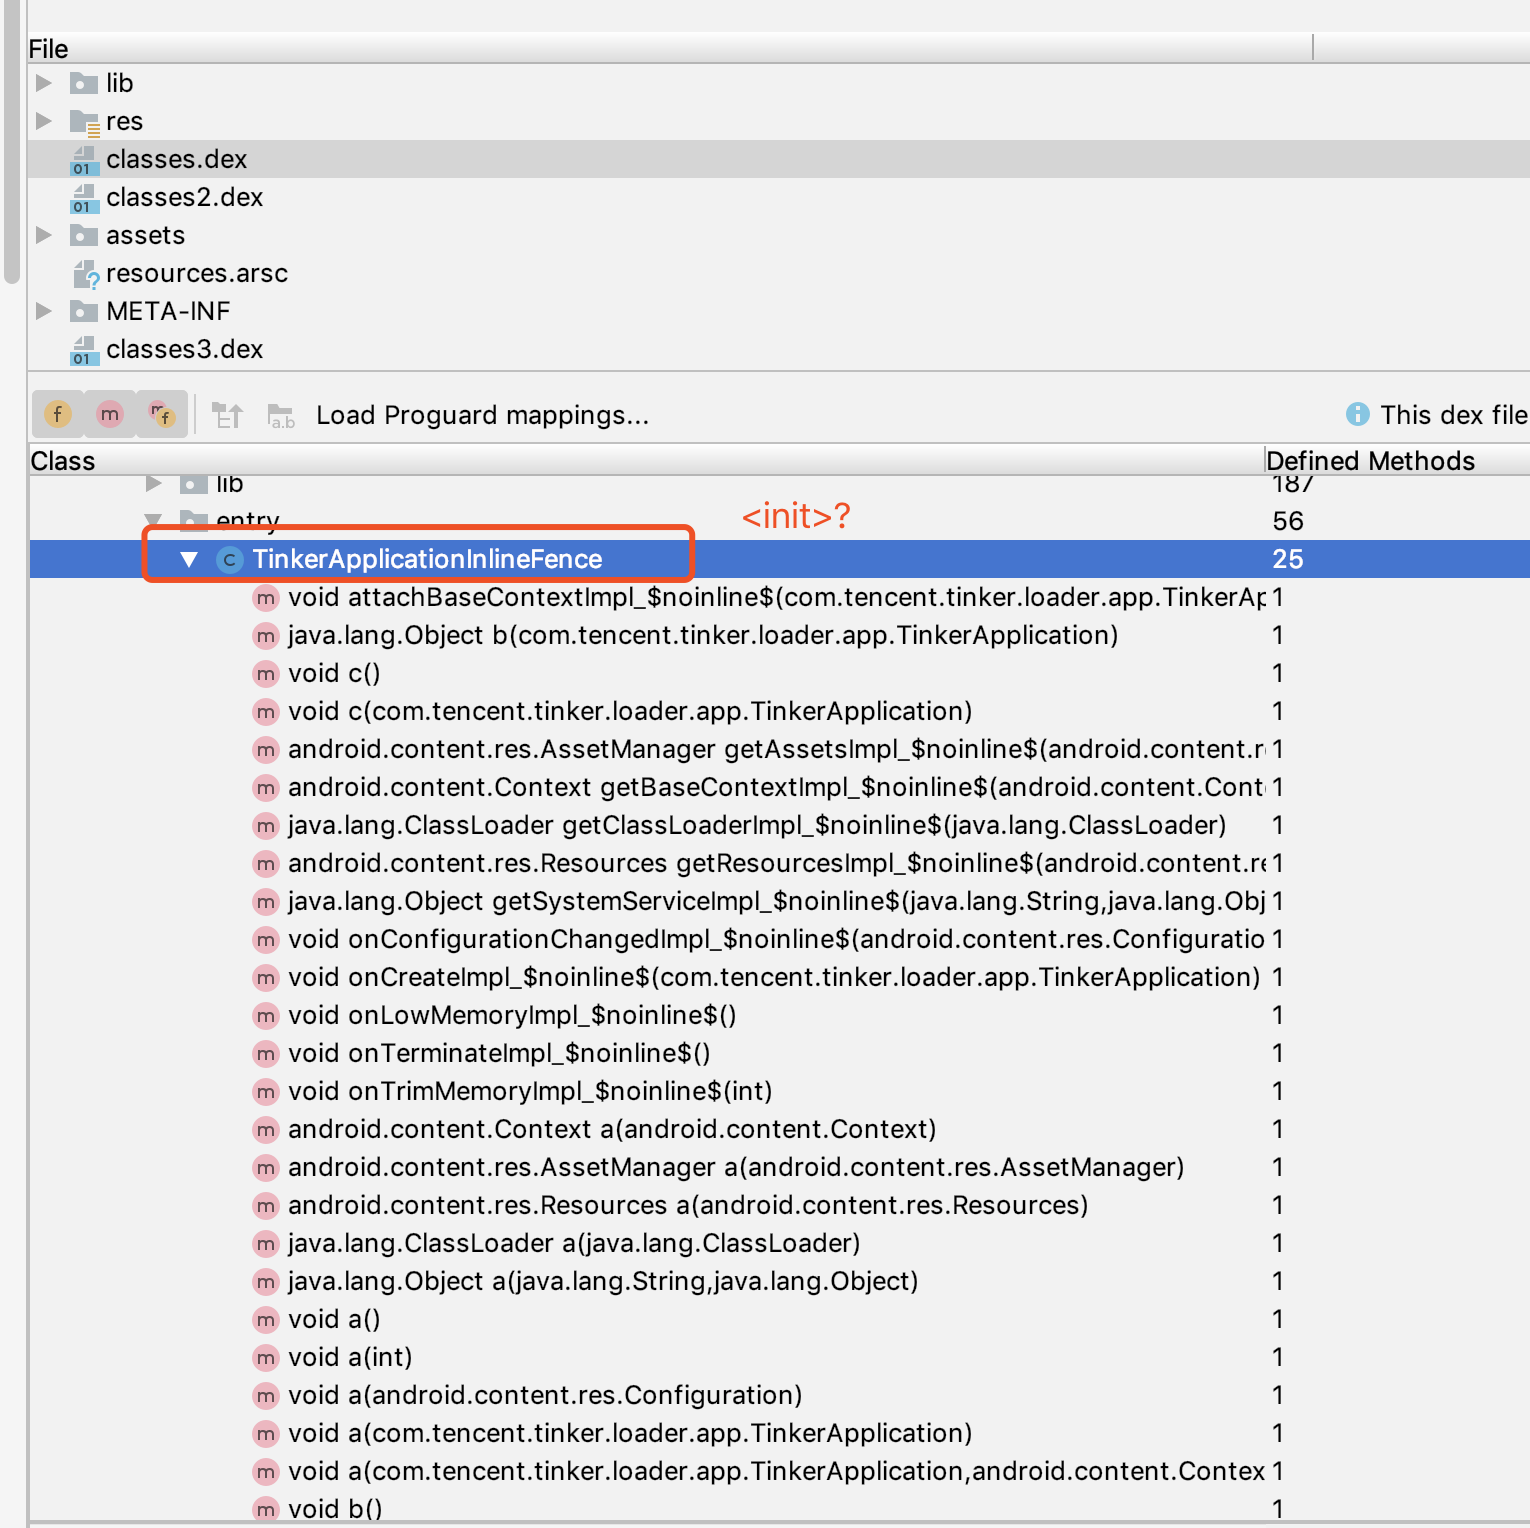 File
lib
res
classes.dex
classes2.dex
assets
resources.arsc
META-INF
classes3.dex
Load Proguard mappings...
This dex file
Class Defined Methods
lib 187
entry 56
<init>?
TinkerApplicationInlineFence 25
void attachBaseContextImpl_$noinline$(com.tencent.tinker.loader.app.TinkerAp 1
java.lang.Object b(com.tencent.tinker.loader.app.TinkerApplication) 1
void c() 1
void c(com.tencent.tinker.loader.app.TinkerApplication) 1
android.content.res.AssetManager getAssetsImpl_$noinline$(android.content.r 1
android.content.Context getBaseContextImpl_$noinline$(android.content.Cont 1
java.lang.ClassLoader getClassLoaderImpl_$noinline$(java.lang.ClassLoader) 1
android.content.res.Resources getResourcesImpl_$noinline$(android.content.re 1
java.lang.Object getSystemServiceImpl_$noinline$(java.lang.String,java.lang.Obj 1
void onConfigurationChangedImpl_$noinline$(android.content.res.Configuratio 1
void onCreateImpl_$noinline$(com.tencent.tinker.loader.app.TinkerApplication) 1
void onLowMemoryImpl_$noinline$() 1
void onTerminateImpl_$noinline$() 1
void onTrimMemoryImpl_$noinline$(int) 1
android.content.Context a(android.content.Context) 1
android.content.res.AssetManager a(android.content.res.AssetManager) 1
android.content.res.Resources a(android.content.res.Resources) 1
java.lang.ClassLoader a(java.lang.ClassLoader) 1
java.lang.Object a(java.lang.String,java.lang.Object) 1
void a() 1
void a(int) 1
void a(android.content.res.Configuration) 1
void a(com.tencent.tinker.loader.app.TinkerApplication) 1
void a(com.tencent.tinker.loader.app.TinkerApplication,android.content.Contex 1
void b() 1